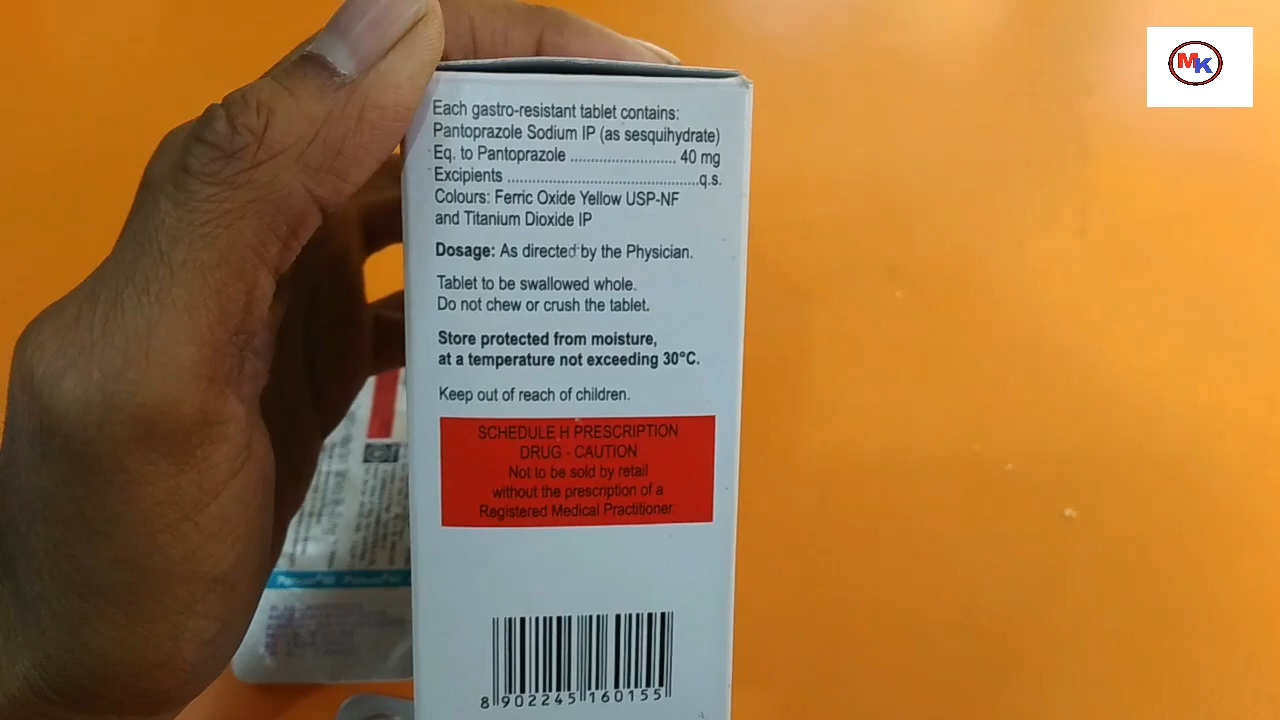 MK
Each gastro-resistant tablet contains:
Pantoprazole Sodium IP (as sesquihydrate)
Eq. to Pantoprazole ........................... 40 mg
Excipients ................................................q.s.
Colours: Ferric Oxide Yellow USP-NF
and Titanium Dioxide IP
Dosage: As directed by the Physician.
Tablet to be swallowed whole.
Do not chew or crush the tablet.
Store protected from moisture,
at a temperature not exceeding 30°C.
Keep out of reach of children.
SCHEDULE H PRESCRIPTION
DRUG - CAUTION
Not to be sold by retail
without the prescription of a
Registered Medical Practitioner.
8 902245 160155